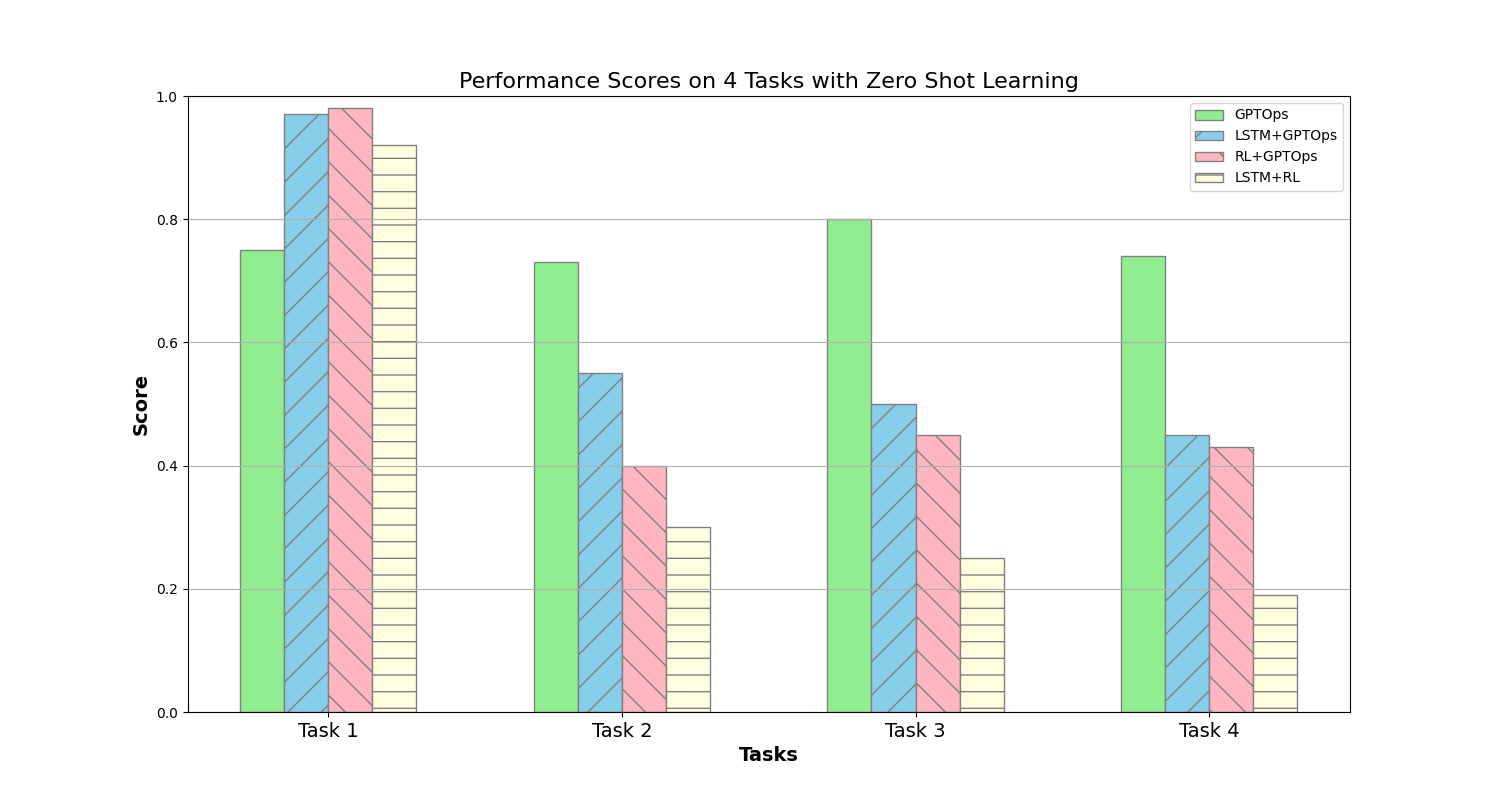 Performance Scores on 4 Tasks with Zero Shot Learning
1.0
0.8
0.6
0.4
0.2
0.0
Score
GPTOps
LSTM+GPTOps
RL+GPTOps
LSTM+RL
Task 1
Task 2
Task 3
Task 4
Tasks